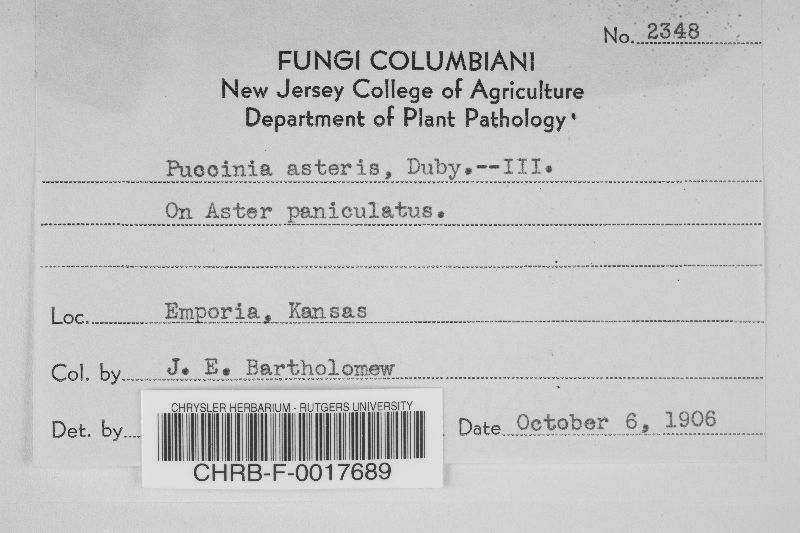 No. 2348
FUNGI COLUMBIANI
New Jersey College of Agriculture
Department of Plant Pathology
Puccinia asteris, Duby.--III.
On Aster paniculatus.
Loc. Emporia, Kansas
Col. by J. E. Bartholomew
Det. by
Date October 6, 1906
CHRYSLER HERBARIUM - RUTGERS UNIVERSITY
CHRB-F-0017689